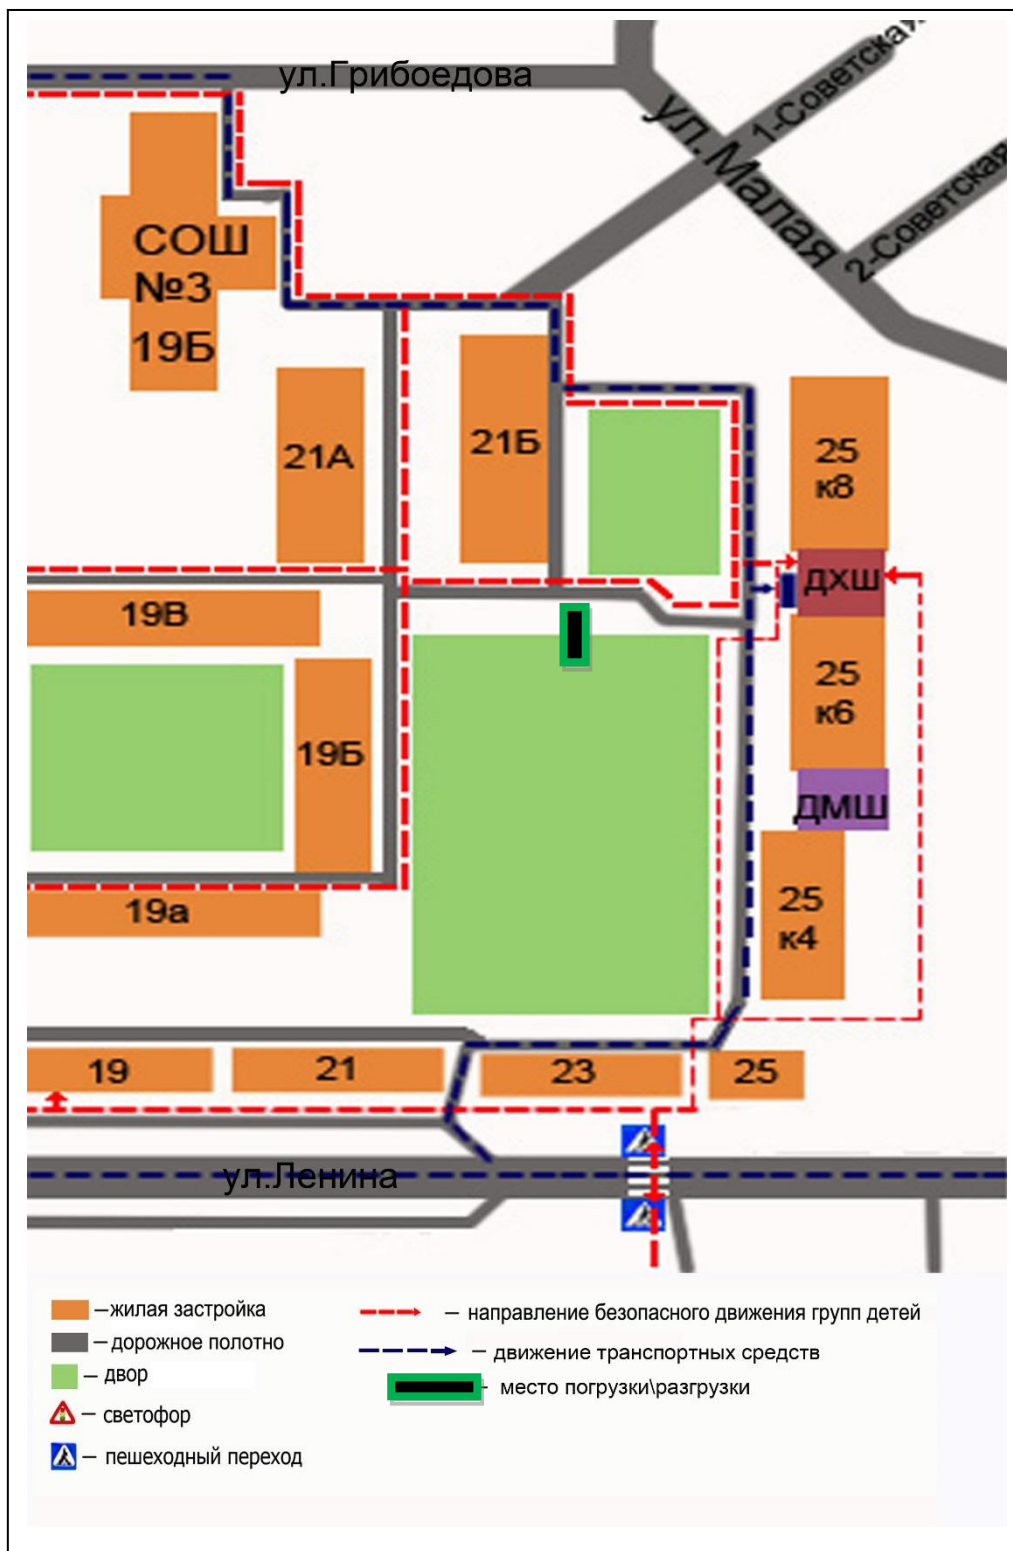 ул.Грибоедова
1-Советская
ул.Малая
2-Советская
СОШ
№3
19Б
21А
21Б
25
к8
ДХШ
19В
25
к6
19Б
ДМШ
19а
25
к4
19
21
23
25
ул.Ленина
–жилая застройка
– направление безопасного движения групп детей
– дорожное полотно
– движение транспортных средств
– двор
- место погрузки\разгрузки
– светофор
– пешеходный переход